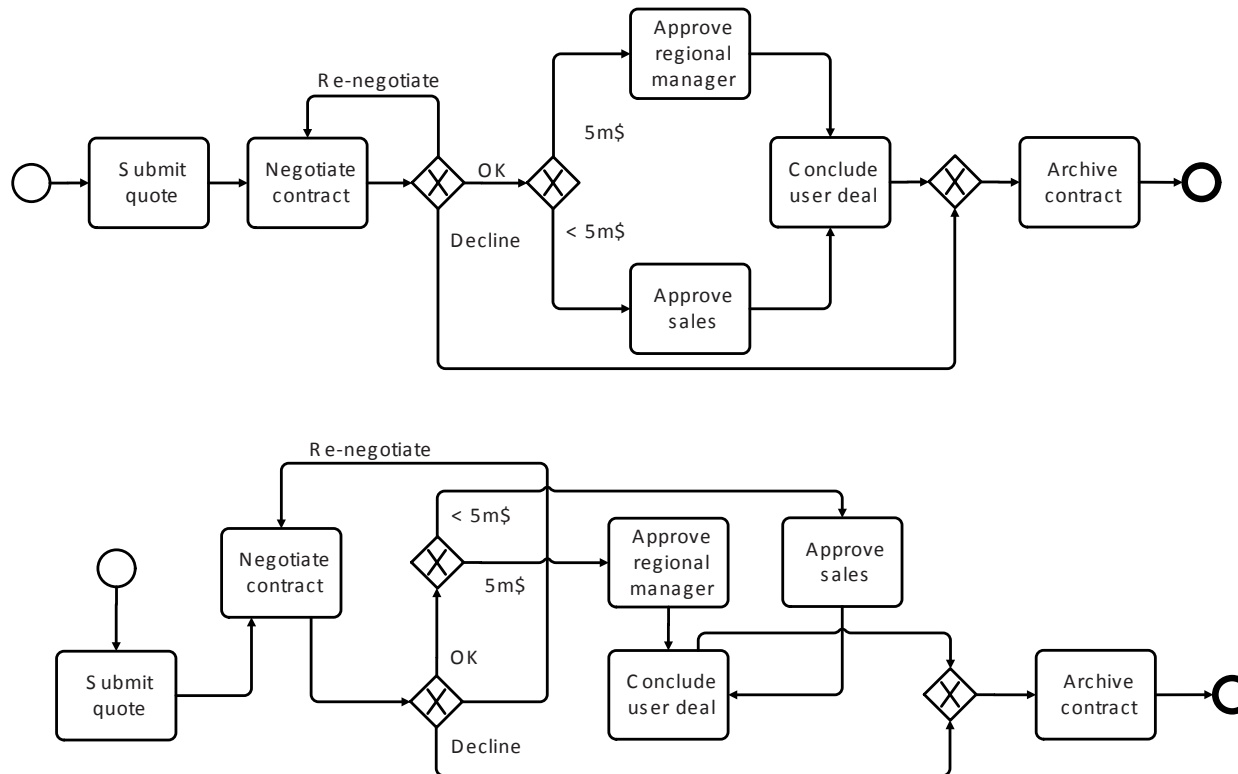 Approve
regional
manager
Re-negotiate
5m$
Submit
quote
Negotiate
contract
OK
Conclude
user deal
Archive
contract
< 5m$
Decline
Approve
sales
Re-negotiate
< 5m$
Approve
regional
manager
Approve
sales
Negotiate
contract
5m$
OK
Submit
quote
Conclude
user deal
Archive
contract
Decline